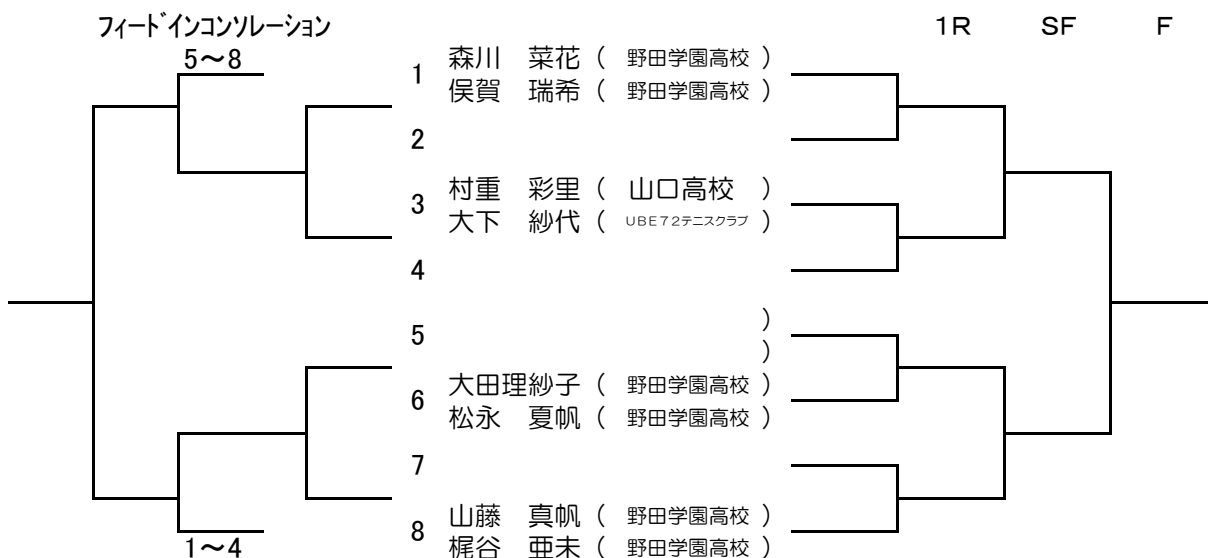 フィードインコンソレーション 1R SF F
5～8
1 森川 菜花 ( 野田学園高校 )
俣賀 瑞希 ( 野田学園高校 )
2
3 村重 彩里 ( 山口高校 )
大下 紗代 ( UBE72テニスクラブ )
4
5 )
)
6 大田理紗子 ( 野田学園高校 )
松永 夏帆 ( 野田学園高校 )
7
8 山藤 真帆 ( 野田学園高校 )
梶谷 亜未 ( 野田学園高校 )
1～4